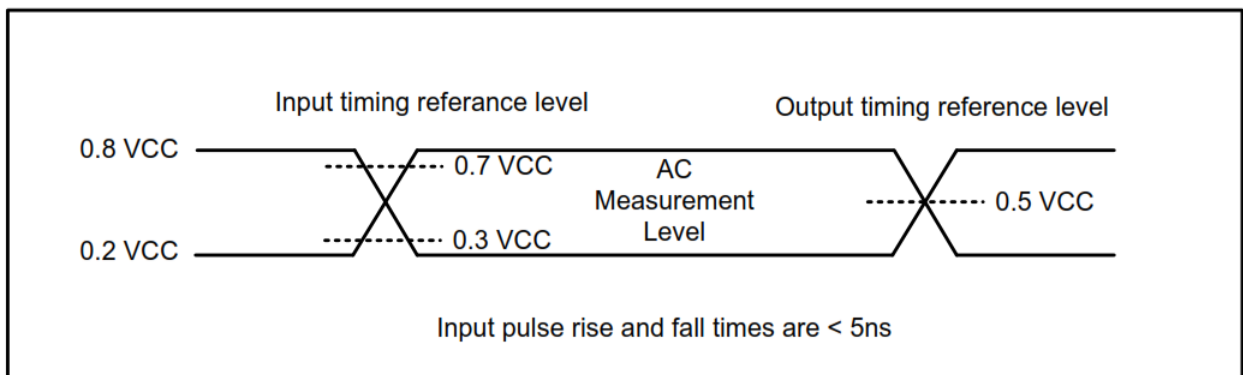 Input timing referance level
Output timing reference level
0.8 VCC
0.7 VCC
AC
Measurement
Level
0.5 VCC
0.3 VCC
0.2 VCC
Input pulse rise and fall times are < 5ns